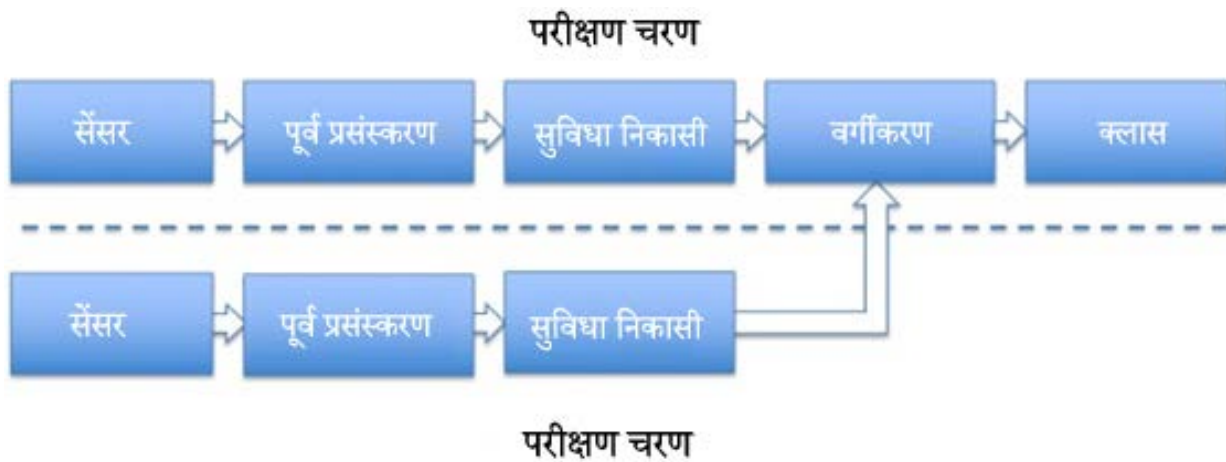 परीक्षण चरण
सेंसर
पूर्व प्रसंस्करण
सुविधा निकासी
वर्गीकरण
क्लास
सेंसर
पूर्व प्रसंस्करण
सुविधा निकासी
परीक्षण चरण